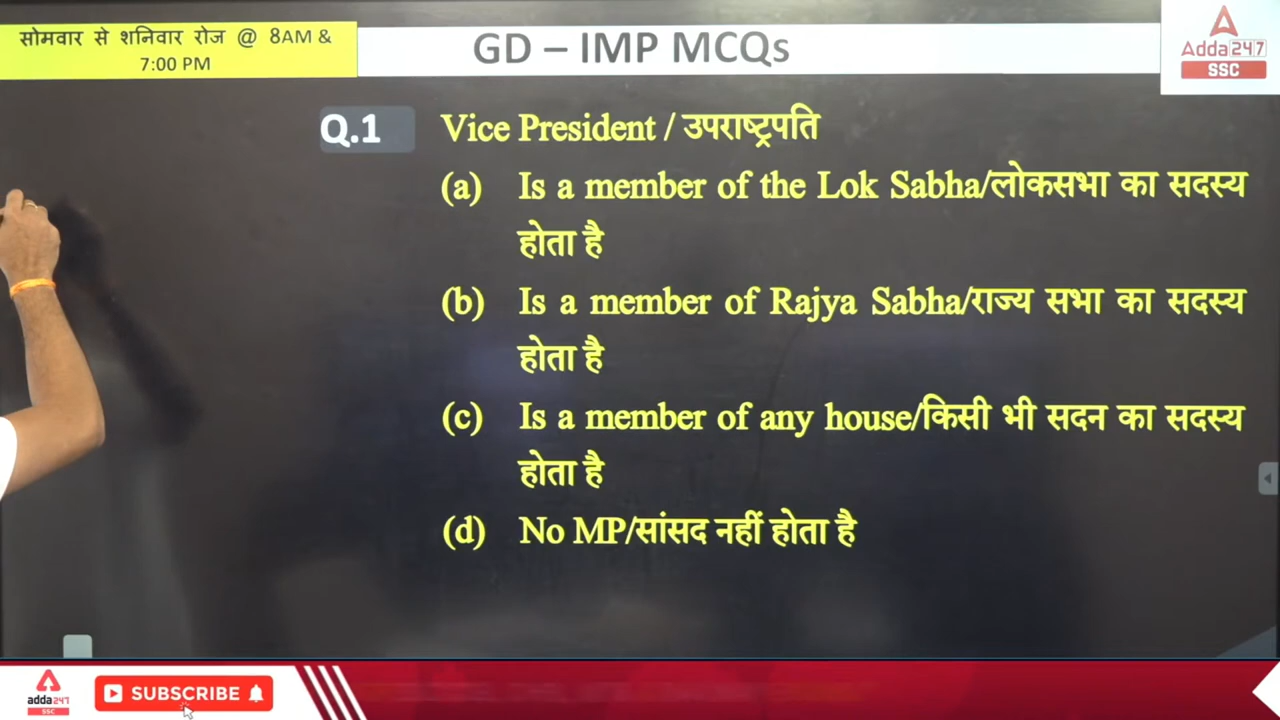 सोमवार से शनिवार रोज @ 8AM &
7:00 PM
GD – IMP MCQs
Adda247
SSC
Q.1 Vice President / उपराष्ट्रपति
(a) Is a member of the Lok Sabha/लोकसभा का सदस्य
होता है
(b) Is a member of Rajya Sabha/राज्य सभा का सदस्य
होता है
(c) Is a member of any house/किसी भी सदन का सदस्य
होता है
(d) No MP/सांसद नहीं होता है
adda247
SSC
SUBSCRIBE